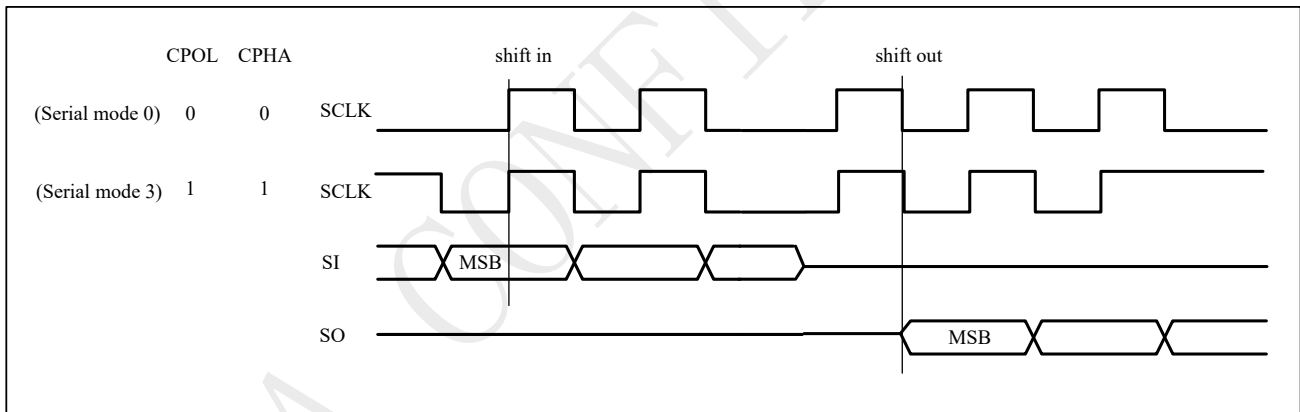 CPOL CPHA shift in shift out
(Serial mode 0) 0 0 SCLK
(Serial mode 3) 1 1 SCLK
SI MSB
SO MSB